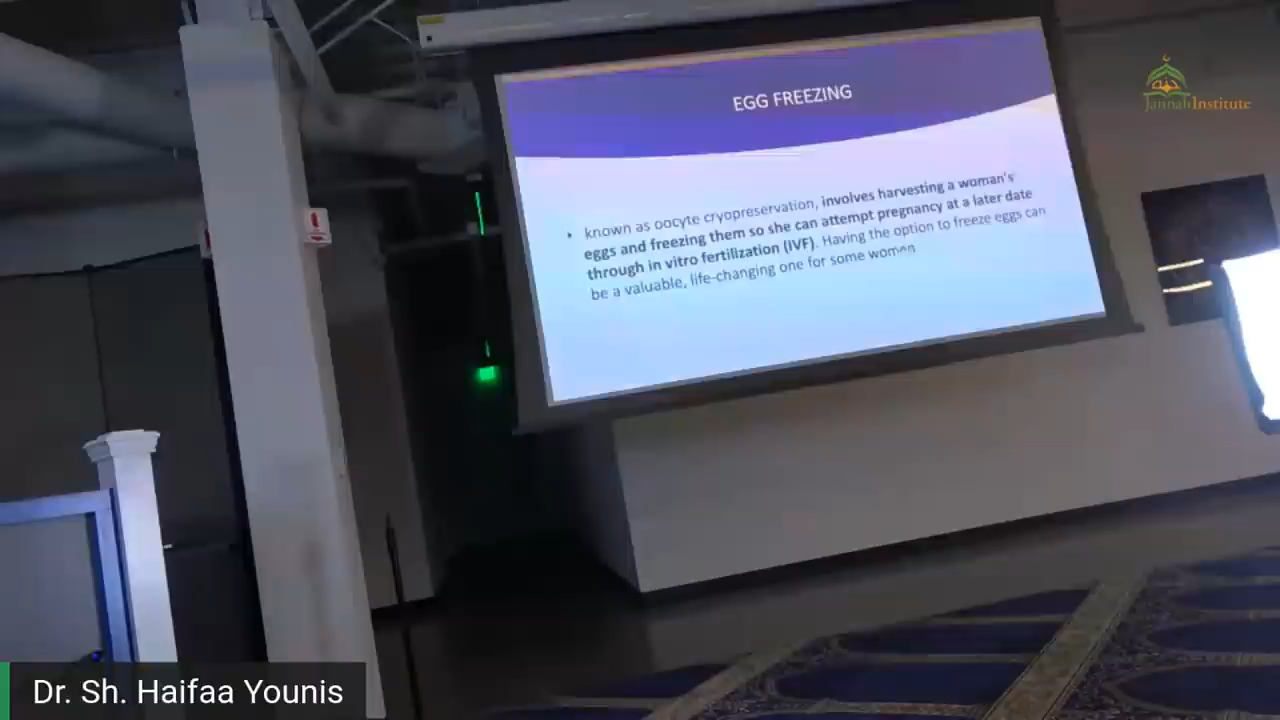 EGG FREEZING
• known as oocyte cryopreservation, involves harvesting a woman's
eggs and freezing them so she can attempt pregnancy at a later date
through in vitro fertilization (IVF). Having the option to freeze eggs can
be a valuable, life-changing one for some women
Jannah Institute
Dr. Sh. Haifaa Younis